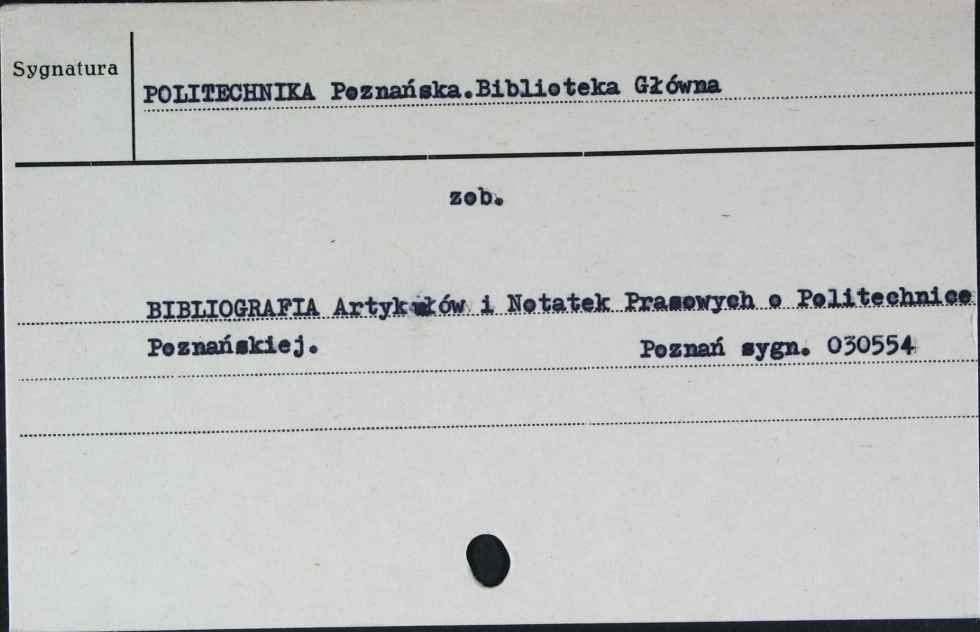 Sygnatura
POLITECHNIKA Poznańska.Biblioteka Główna
zob.
BIBLIOGRAFIA Artykułów i Notatek Prasowych o Politechnice
Poznańskiej. Poznań sygn. 030554